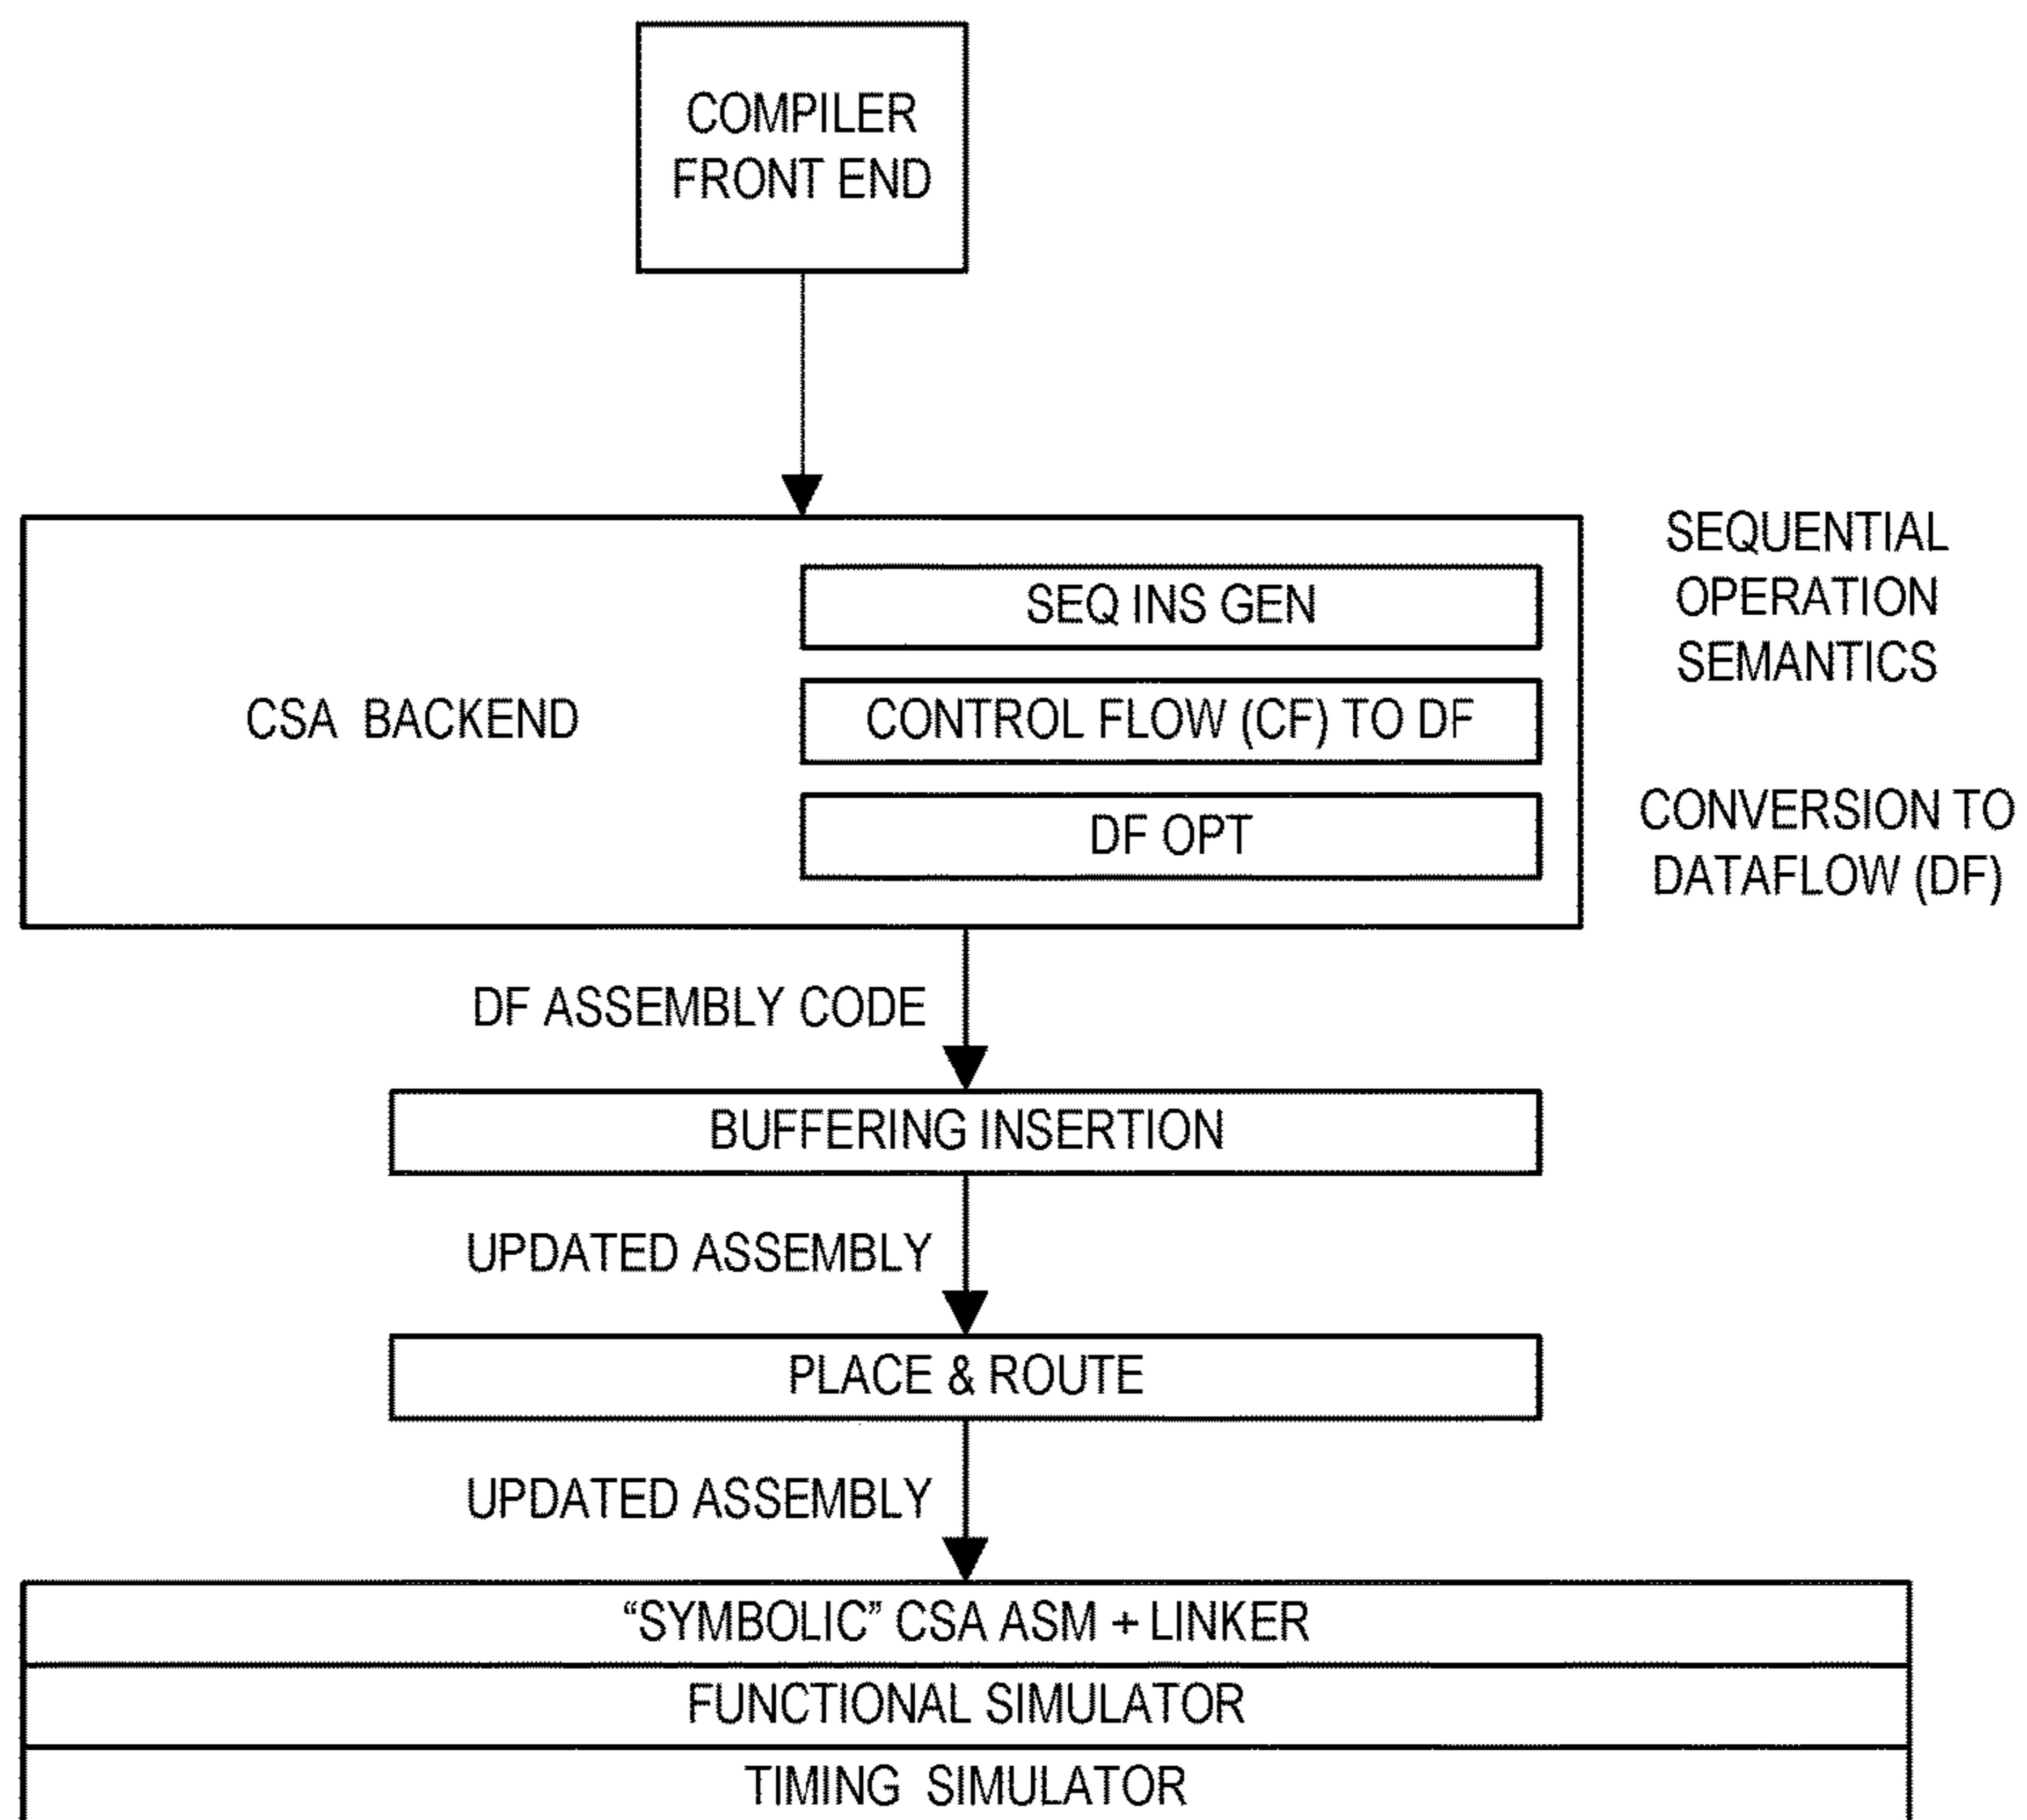 COMPILER
FRONT END
SEQUENTIAL
OPERATION
SEMANTICS
SEQ INS GEN
CSA BACKEND
CONTROL FLOW (CF) TO DF
DF OPT
CONVERSION TO
DATAFLOW (DF)
DF ASSEMBLY CODE
BUFFERING INSERTION
UPDATED ASSEMBLY
PLACE & ROUTE
UPDATED ASSEMBLY
“SYMBOLIC” CSA ASM + LINKER
FUNCTIONAL SIMULATOR
TIMING SIMULATOR